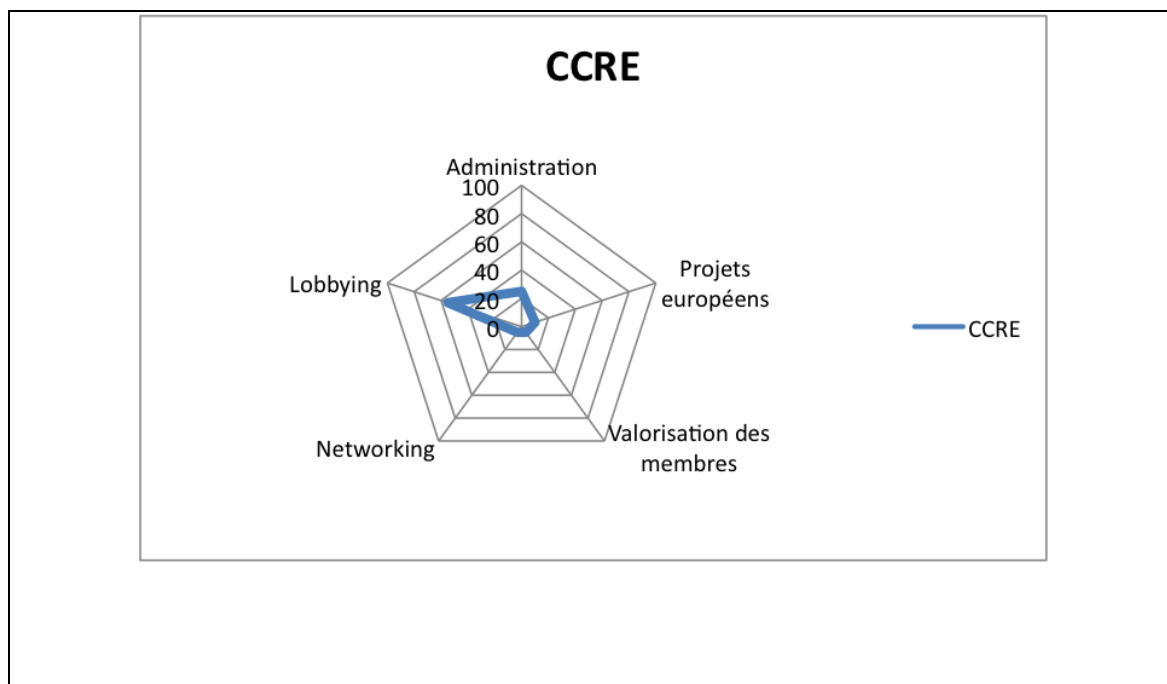 CCRE
Administration
100
80
60
40
20
0
Projets
européens
Lobbying
CCRE
Valorisation des
membres
Networking